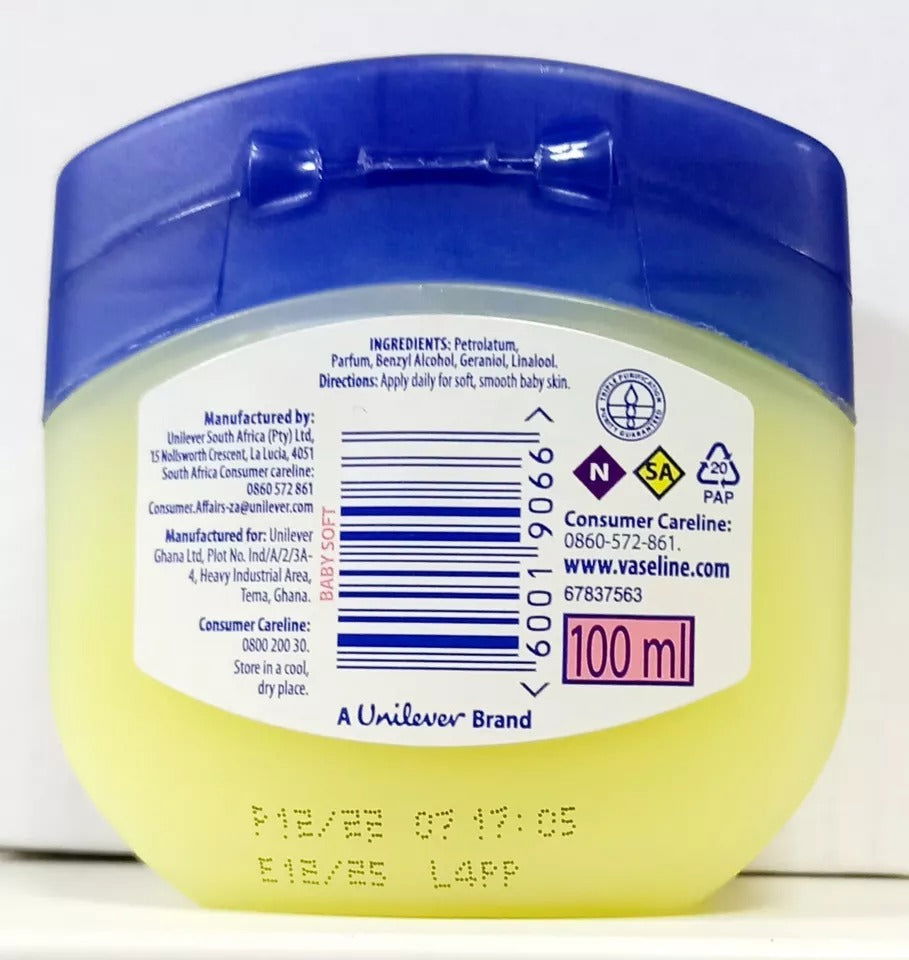 INGREDIENTS: Petrolatum,
Parfum, Benzyl Alcohol, Geraniol, Linalool.
Directions: Apply daily for soft, smooth baby skin.
Manufactured by:
Unilever South Africa (Pty) Ltd,
15 Nollsworth Crescent, La Lucia, 4051
South Africa Consumer careline:
0860 572 861
Consumer.Affairs-za@unilever.com
Manufactured for: Unilever
Ghana Ltd, Plot No. Ind/A/2/3A-
4, Heavy Industrial Area,
Tema, Ghana.
Consumer Careline:
0800 200 30.
Store in a cool,
dry place.
BABY SOFT
<6001 9066>
TRIPLE PURIFICATION
PURITY GUARANTEED
N
SA
20
PAP
Consumer Careline:
0860-572-861.
www.vaseline.com
67837563
100 ml
A Unilever Brand
P12/22 07 17:05
E12/25 L4PP